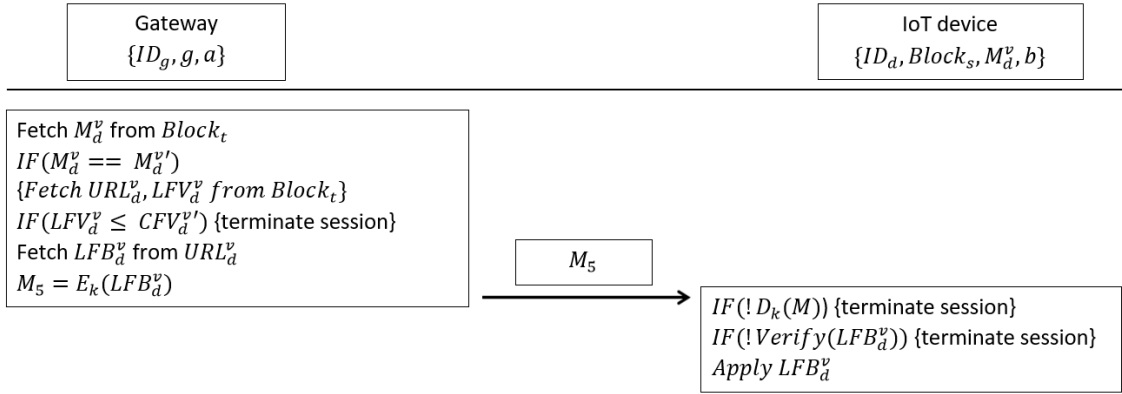 Gateway
{ID_g, g, a}
IoT device
{ID_d, Block_s, M_d^v, b}
Fetch M_d^v from Block_t
IF(M_d^v == M_d^v')
{Fetch URL_d^v, LFV_d^v from Block_t}
IF(LFV_d^v ≤ CFV_d^v') {terminate session}
Fetch LFB_d^v from URL_d^v
M_5 = E_k(LFB_d^v)
M_5
IF(! D_k(M)) {terminate session}
IF(! Verify(LFB_d^v)) {terminate session}
Apply LFB_d^v